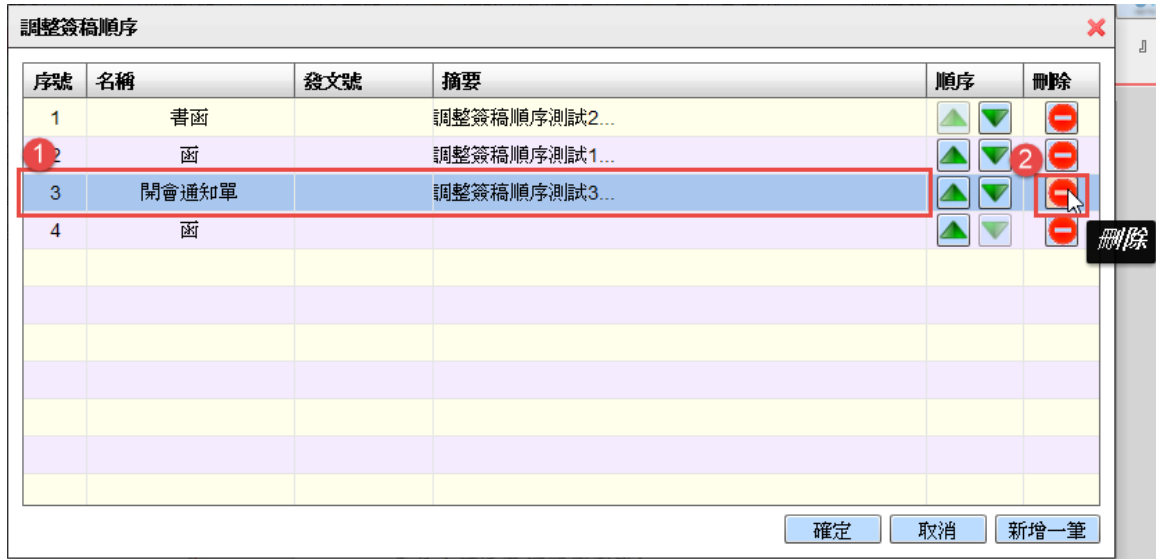 調整簽稿順序
』
序號 名稱 發文號 摘要 順序 刪除
1 書函 調整簽稿順序測試2...
1 2 函 調整簽稿順序測試1... 2
3 開會通知單 調整簽稿順序測試3...
4 函
刪除
確定 取消 新增一筆